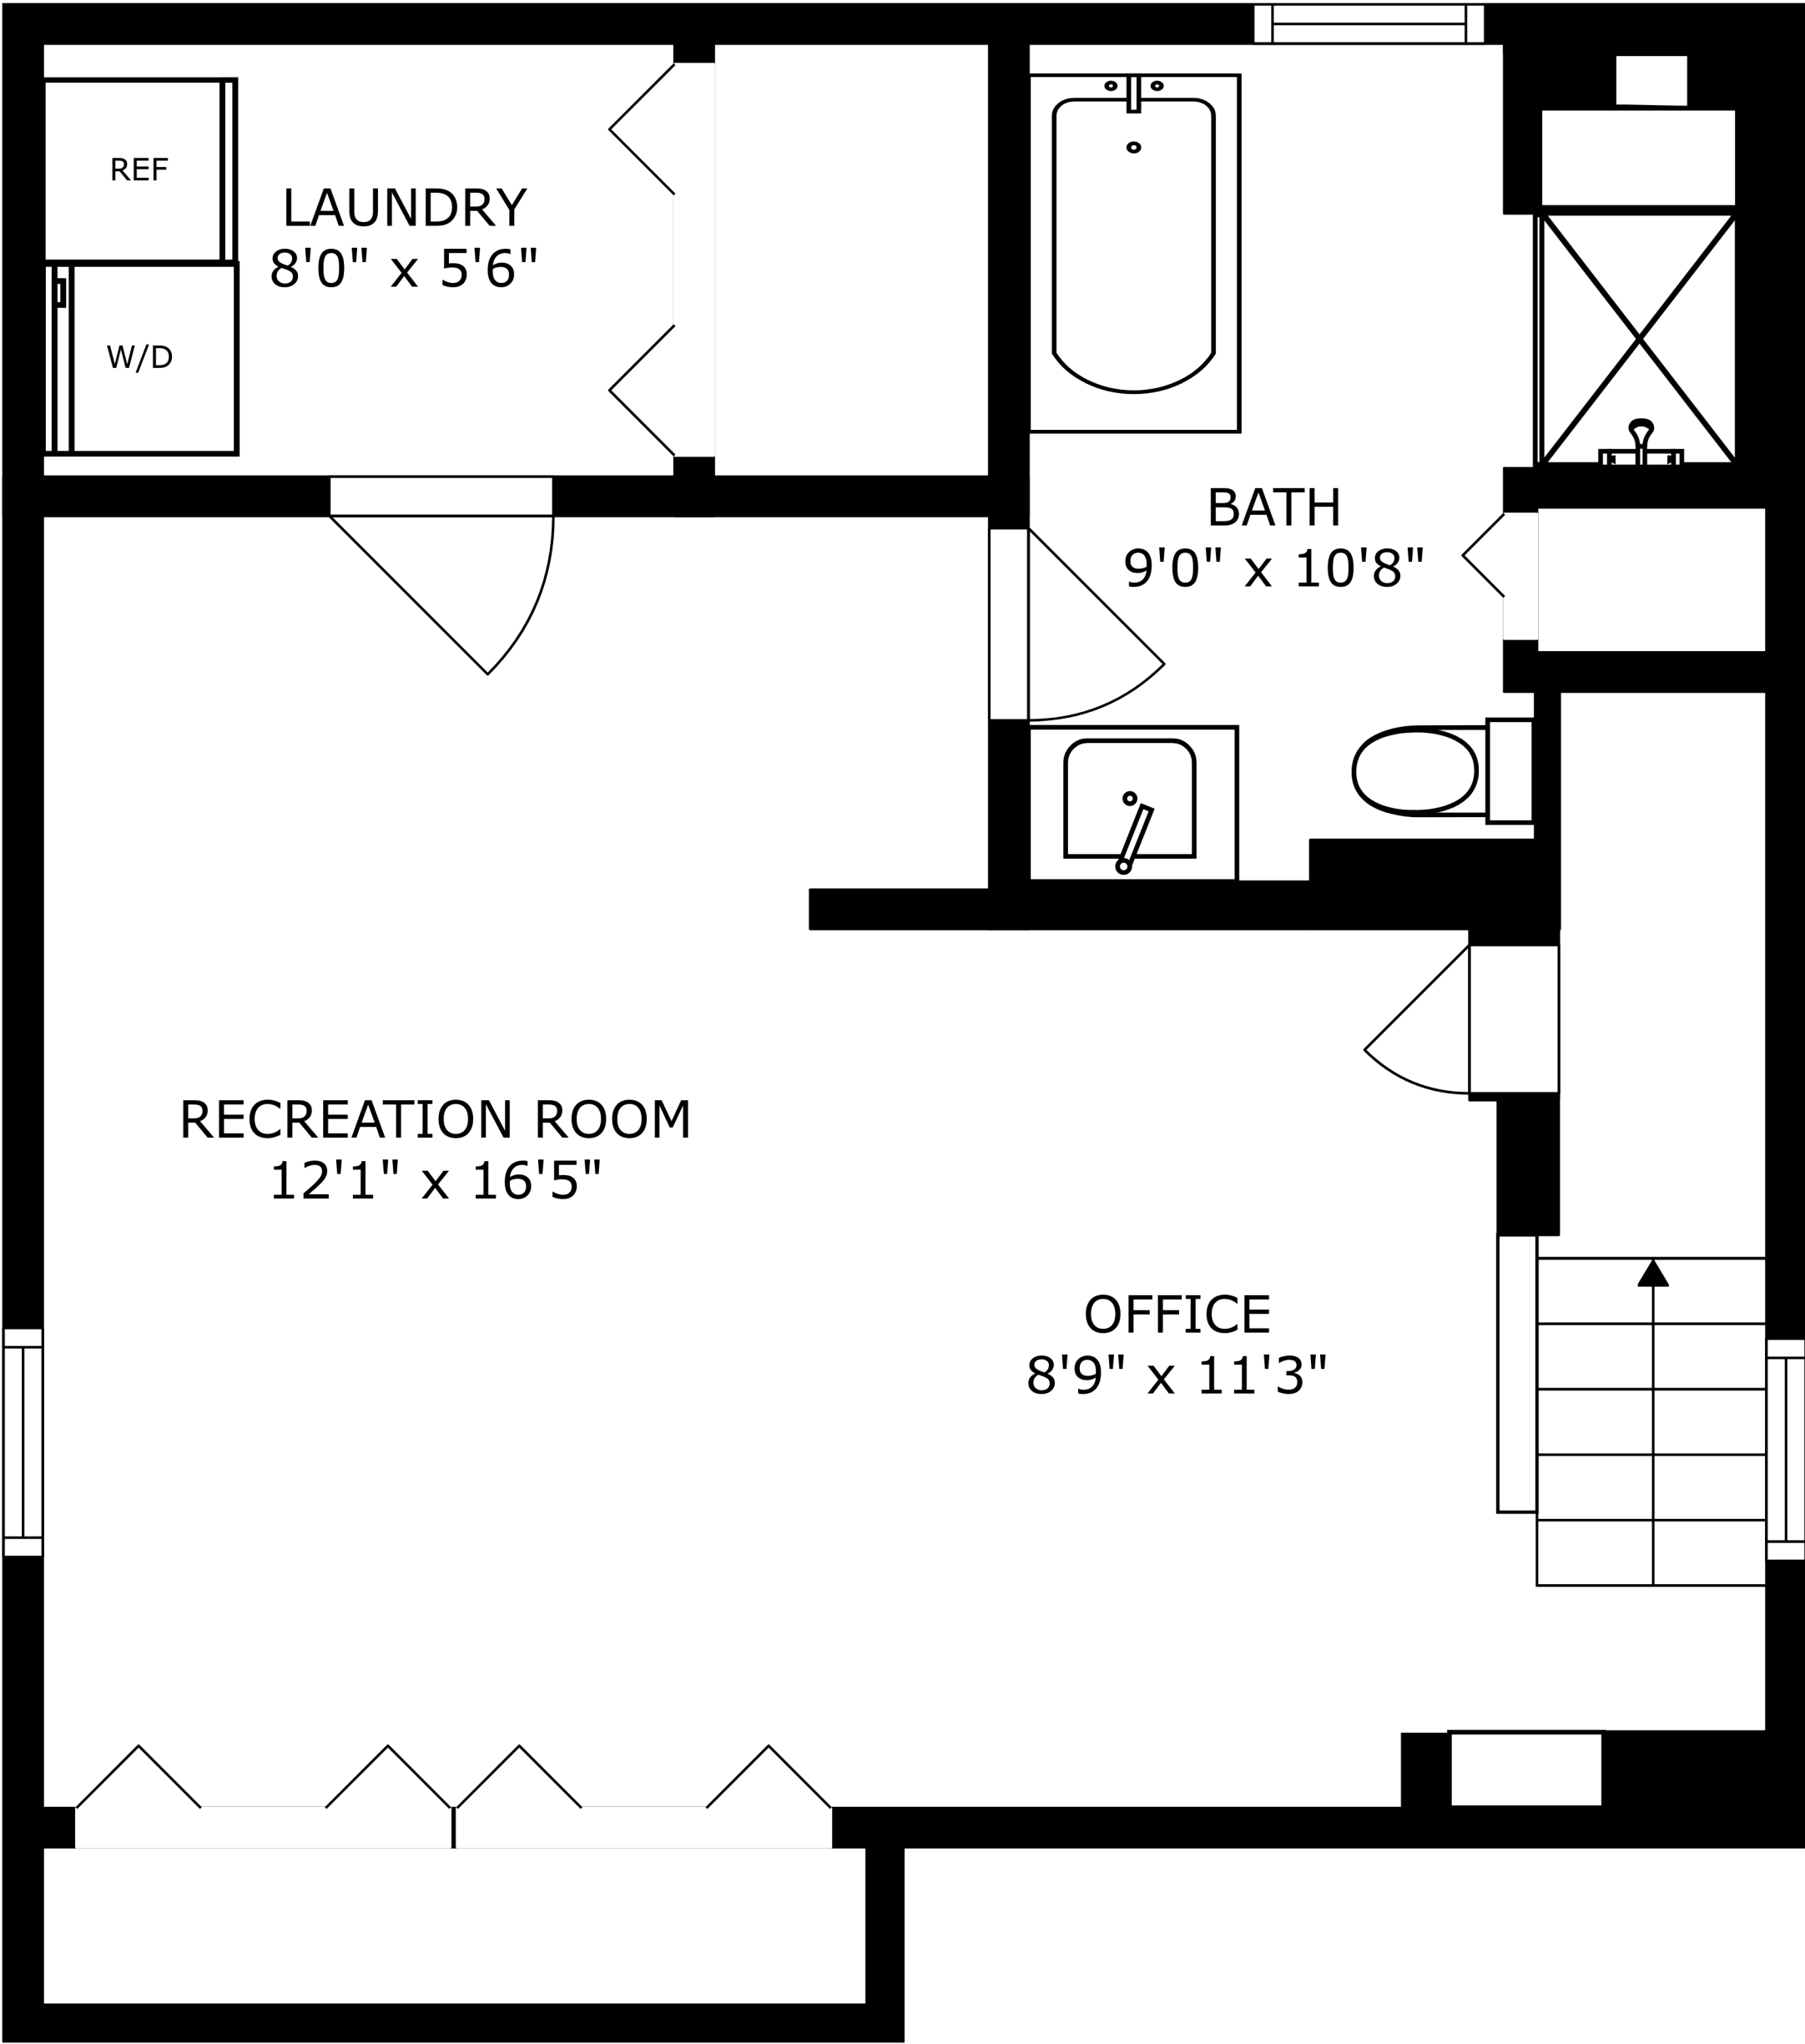 REF
LAUNDRY
8'0" x 5'6"
W/D
BATH
9'0" x 10'8"
RECREATION ROOM
12'1" x 16'5"
OFFICE
8'9" x 11'3"